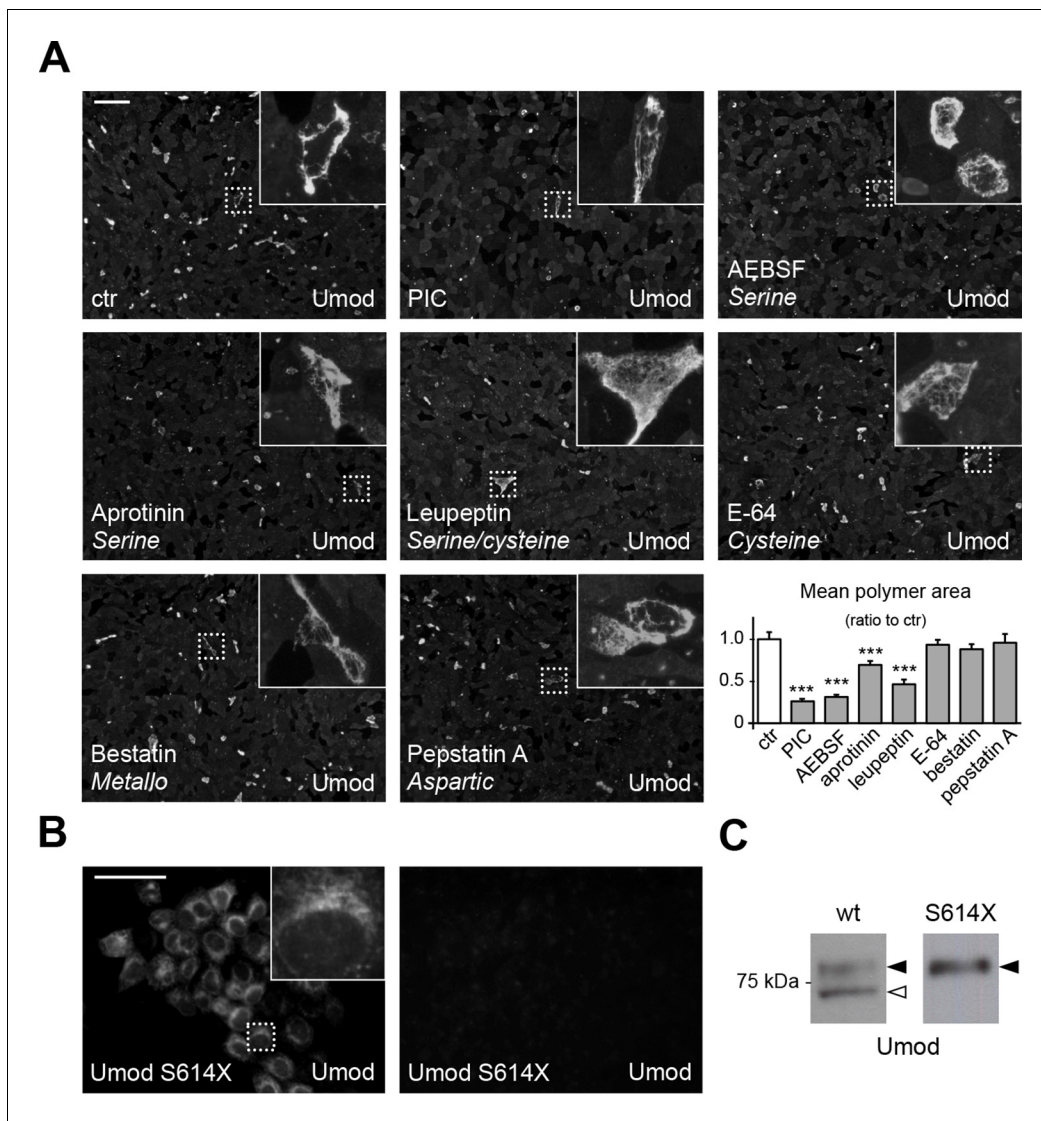 A
ctr Umod
PIC Umod
AEBSF
Serine Umod
Aprotinin
Serine Umod
Leupeptin
Serine/cysteine Umod
E-64
Cysteine Umod
Bestatin
Metallo Umod
Pepstatin A
Aspartic Umod
Mean polymer area
(ratio to ctr)
1.0
0.5
0
***
***
***
***
ctr
PIC
AEBSF
aprotinin
leupeptin
E-64
bestatin
pepstatin A
B
Umod S614X Umod
Umod S614X Umod
C
wt S614X
75 kDa -
Umod